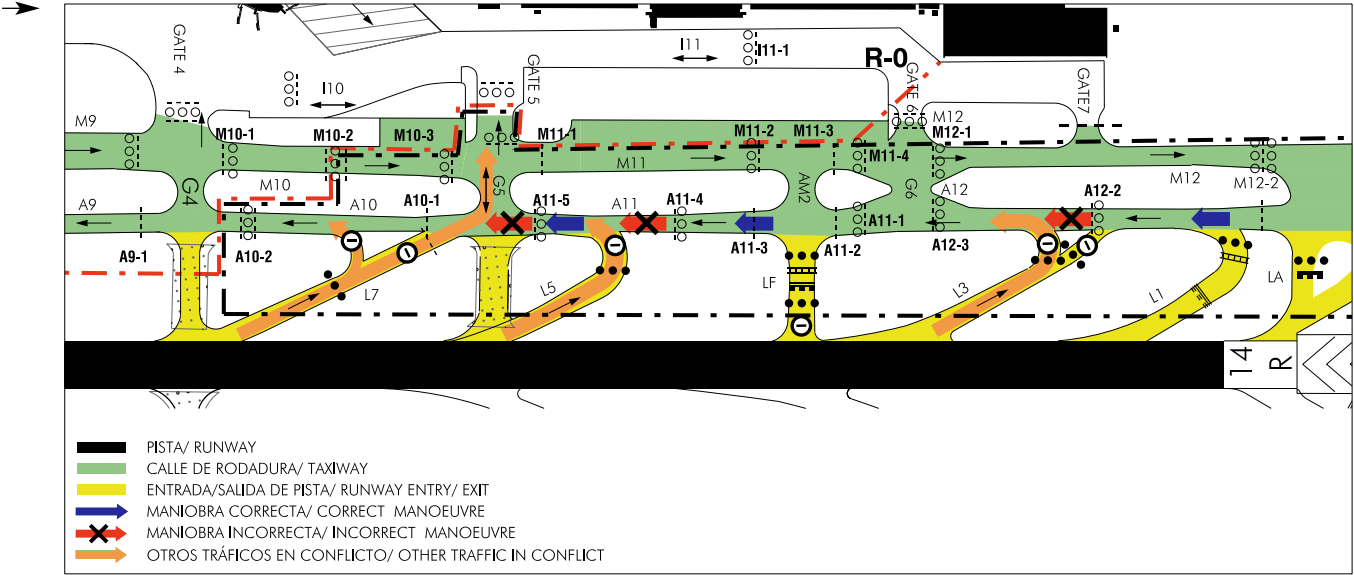 GATE 4
GATE 5
I11
I11-1
R-0
GATE 6
GATE7
I10
M9
M10-1
M10-2
M10-3
M11-1
M11-2
M11-3
M12
M12-1
M11
M11-4
M12
M12-2
G4
M10
G5
AM2
G6
A12
A9
A10
A10-1
A11-5
A11
A11-4
A12-2
A11-1
A9-1
A10-2
A11-3
A11-2
A12-3
L7
L5
LF
L3
L1
LA
14
R
PISTA/ RUNWAY
CALLE DE RODADURA/ TAXIWAY
ENTRADA/SALIDA DE PISTA/ RUNWAY ENTRY/ EXIT
MANIOBRA CORRECTA/ CORRECT MANOEUVRE
MANIOBRA INCORRECTA/ INCORRECT MANOEUVRE
OTROS TRÁFICOS EN CONFLICTO/ OTHER TRAFFIC IN CONFLICT